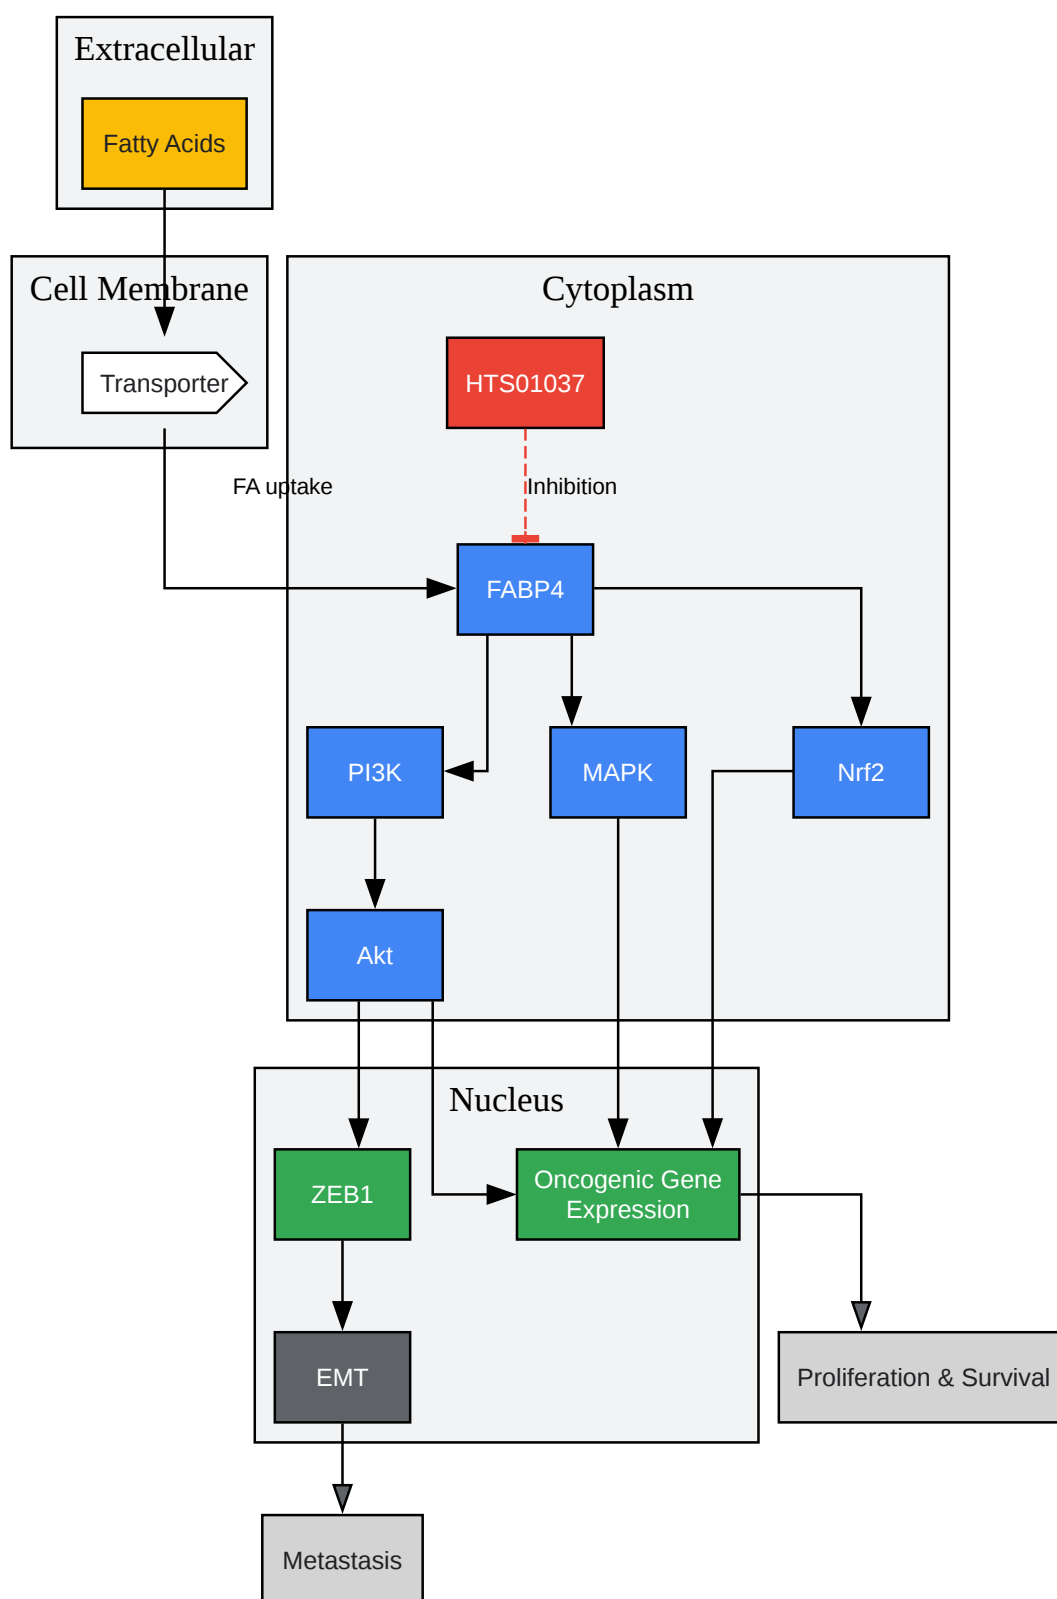 Extracellular
Fatty Acids
Cell Membrane
Cytoplasm
Transporter
HTS01037
FA uptake
Inhibition
FABP4
PI3K
MAPK
Nrf2
Akt
Nucleus
ZEB1
Oncogenic Gene
Expression
EMT
Proliferation & Survival
Metastasis